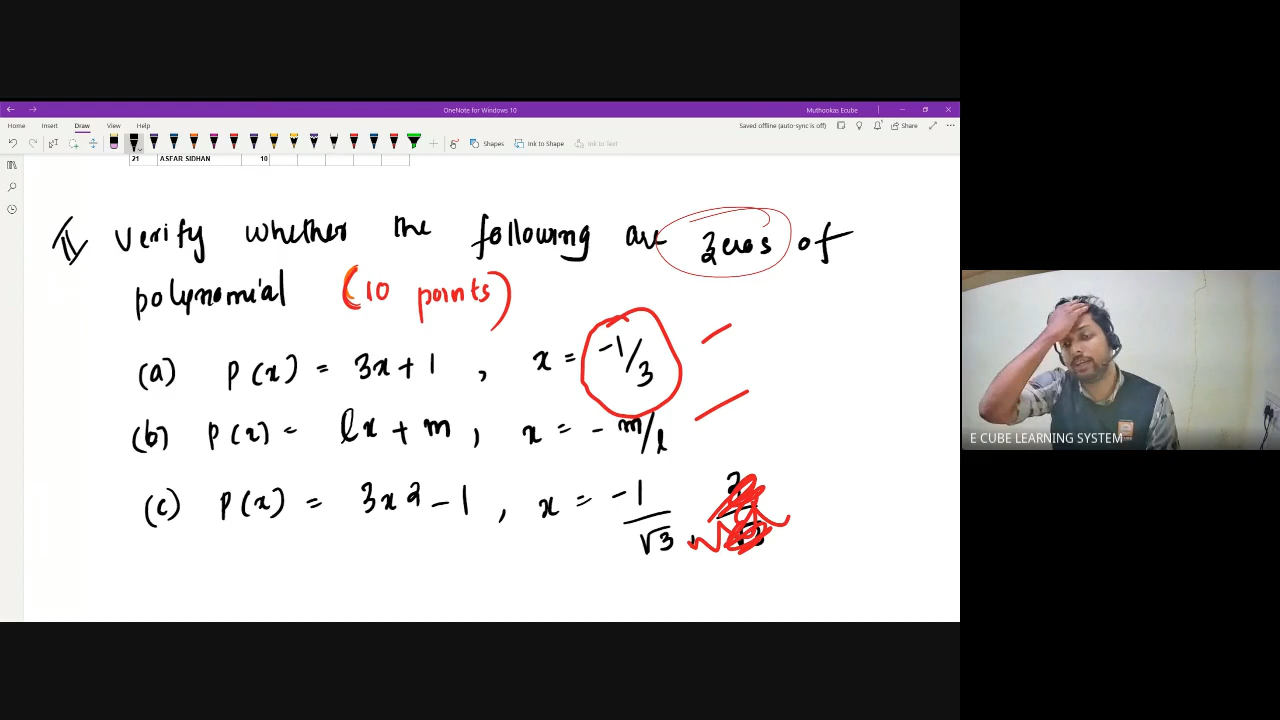 OneNote for Windows 10
Muthookas Ecube
Home Insert Draw View Help
Saved offline (auto-sync is off)
Share
Shapes Ink to Shape Ink to Text
21 ASFAR SIDHAN 10
II Verify whether the following are zeros of
polynomial (10 points)
(a) P(x) = 3x+1 , x = -1/3
(b) P(x) = lx + m , x = - m/l
(c) P(x) = 3x2 - 1 , x = -1/√3 ,
E CUBE LEARNING SYSTEM